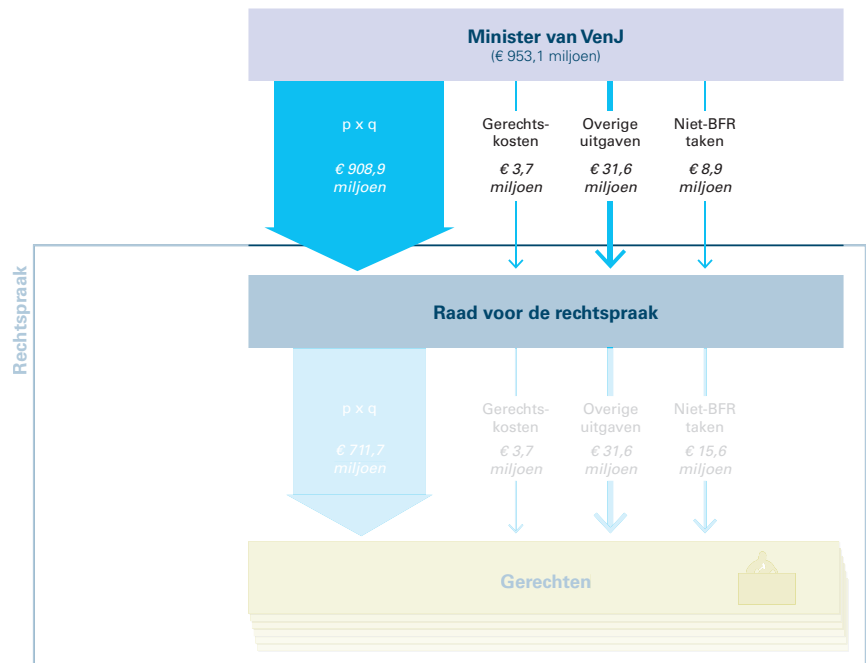 Minister van VenJ
(€ 953,1 miljoen)
p x q
€ 908,9
miljoen
Gerechts-
kosten
€ 3,7
miljoen
Overige
uitgaven
€ 31,6
miljoen
Niet-BFR
taken
€ 8,9
miljoen
Rechtspraak
Raad voor de rechtspraak
p x q
€ 711,7
miljoen
Gerechts-
kosten
€ 3,7
miljoen
Overige
uitgaven
€ 31,6
miljoen
Niet-BFR
taken
€ 15,6
miljoen
Gerechten